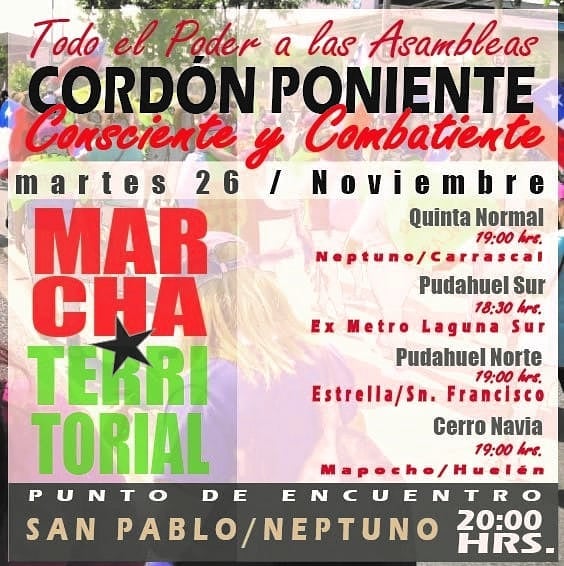 Todo el Poder a las Asambleas
CORDÓN PONIENTE
Consciente y Combatiente
martes 26 / Noviembre
MAR
CHA
TERRI
TORIAL
Quinta Normal
19:00 hrs.
Neptuno/Carrascal
Pudahuel Sur
18:30 hrs.
Ex Metro Laguna Sur
Pudahuel Norte
19:00 hrs.
Estrella/Sn. Francisco
Cerro Navia
19:00 hrs.
Mapocho/Huelén
PUNTO DE ENCUENTRO
SAN PABLO/NEPTUNO 20:00 HRS.